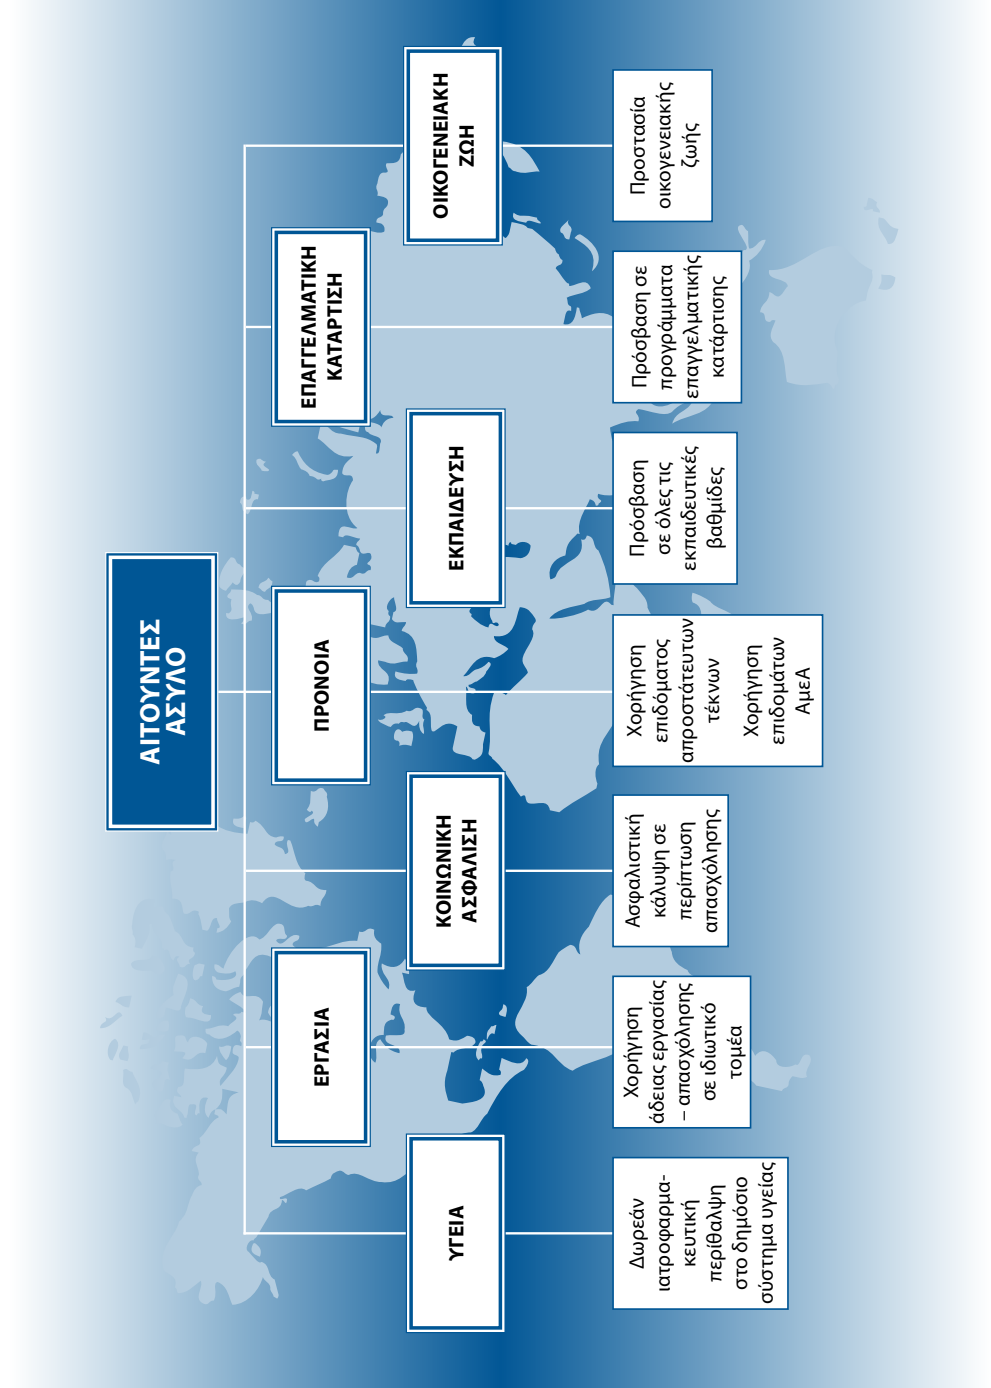 ΑΙΤΟΥΝΤΕΣ
ΑΣΥΛΟ
ΥΓΕΙΑ
Δωρεάν
ιατροφαρμα-
κευτική
περίθαλψη
στο δημόσιο
σύστημα υγείας
ΕΡΓΑΣΙΑ
Χορήγηση
άδειας εργασίας
– απασχόλησης
σε ιδιωτικό
τομέα
ΚΟΙΝΩΝΙΚΗ
ΑΣΦΑΛΙΣΗ
Ασφαλιστική
κάλυψη σε
περίπτωση
απασχόλησης
ΠΡΟΝΟΙΑ
Χορήγηση
επιδόματος
απροστάτευτων
τέκνων
Χορήγηση
επιδομάτων
ΑμεΑ
ΕΚΠΑΙΔΕΥΣΗ
Πρόσβαση
σε όλες τις
εκπαιδευτικές
βαθμίδες
ΕΠΑΓΓΕΛΜΑΤΙΚΗ
ΚΑΤΑΡΤΙΣΗ
Πρόσβαση σε
προγράμματα
επαγγελματικής
κατάρτισης
ΟΙΚΟΓΕΝΕΙΑΚΗ
ΖΩΗ
Προστασία
οικογενειακής
ζωής